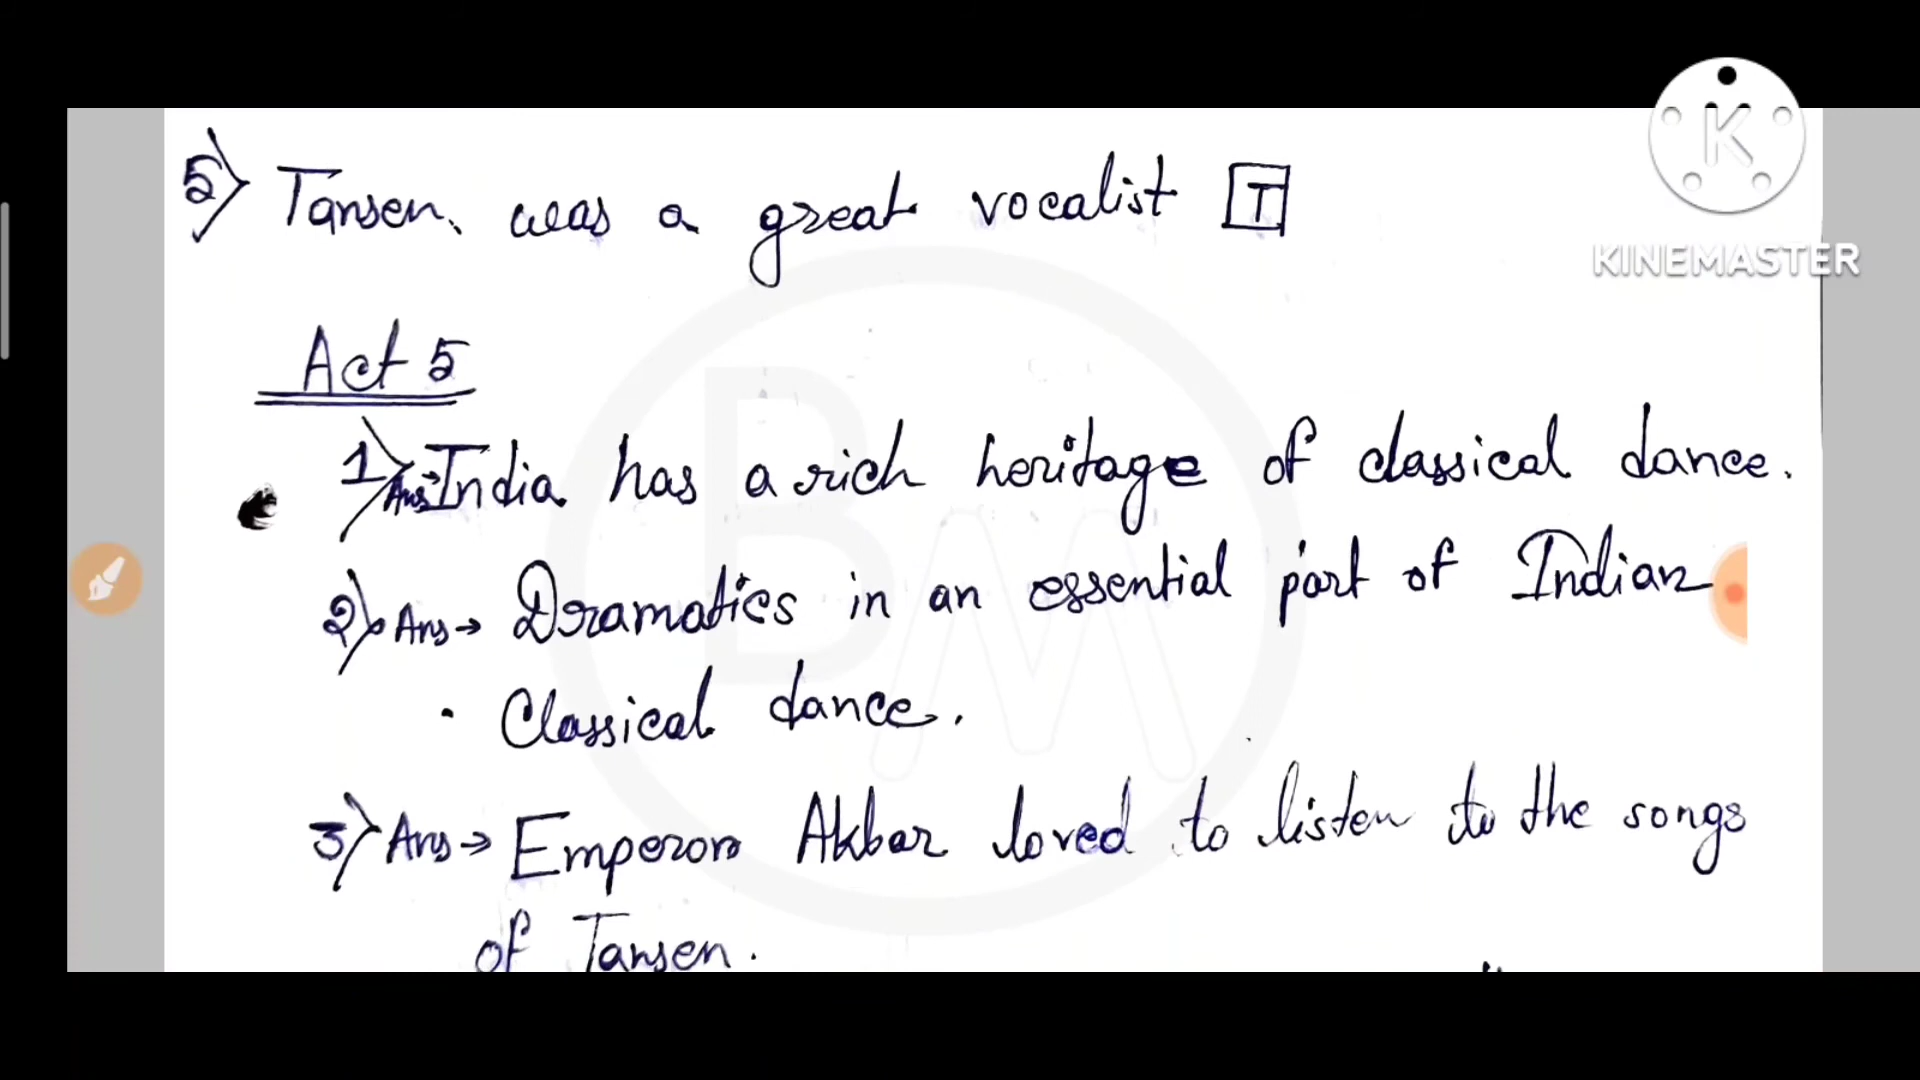 5) Tansen was a great vocalist T
KINEMASTER
Act 5
1) Ans→ India has a rich heritage of classical dance.
2) Ans → Dramatics in an essential part of Indian
Classical dance.
3) Ans → Emperor Akbar loved to listen to the songs
of Tansen.
BM